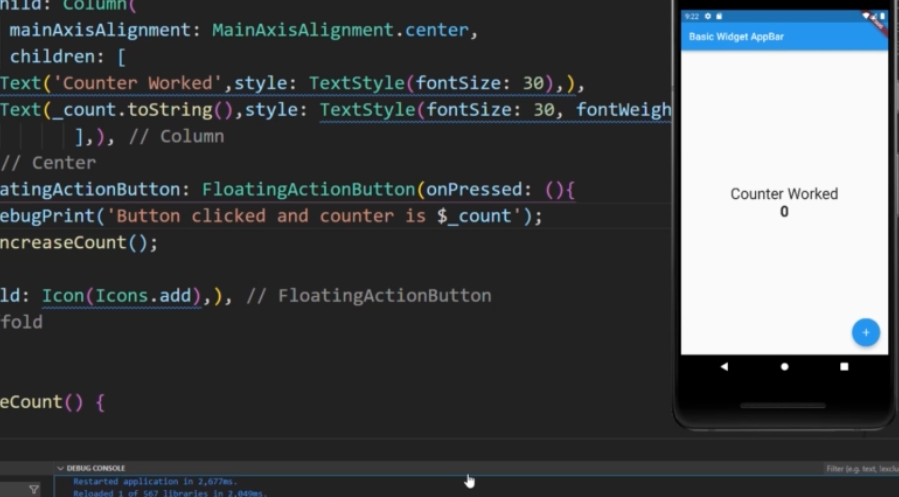 hild: Column(
mainAxisAlignment: MainAxisAlignment.center,
children: [
Text('Counter Worked',style: TextStyle(fontSize: 30),),
Text(_count.toString(),style: TextStyle(fontSize: 30, fontWeigh
],), // Column
// Center
atingActionButton: FloatingActionButton(onPressed: (){
ebugPrint('Button clicked and counter is $_count');
ncreaseCount();
ld: Icon(Icons.add),), // FloatingActionButton
fold
eCount() {
DEBUG CONSOLE
Filter (e.g. text, !exclu
Restarted application in 2,677ms.
Reloaded 1 of 567 libraries in 2,049ms.
9:22
Basic Widget AppBar
Counter Worked
0
+